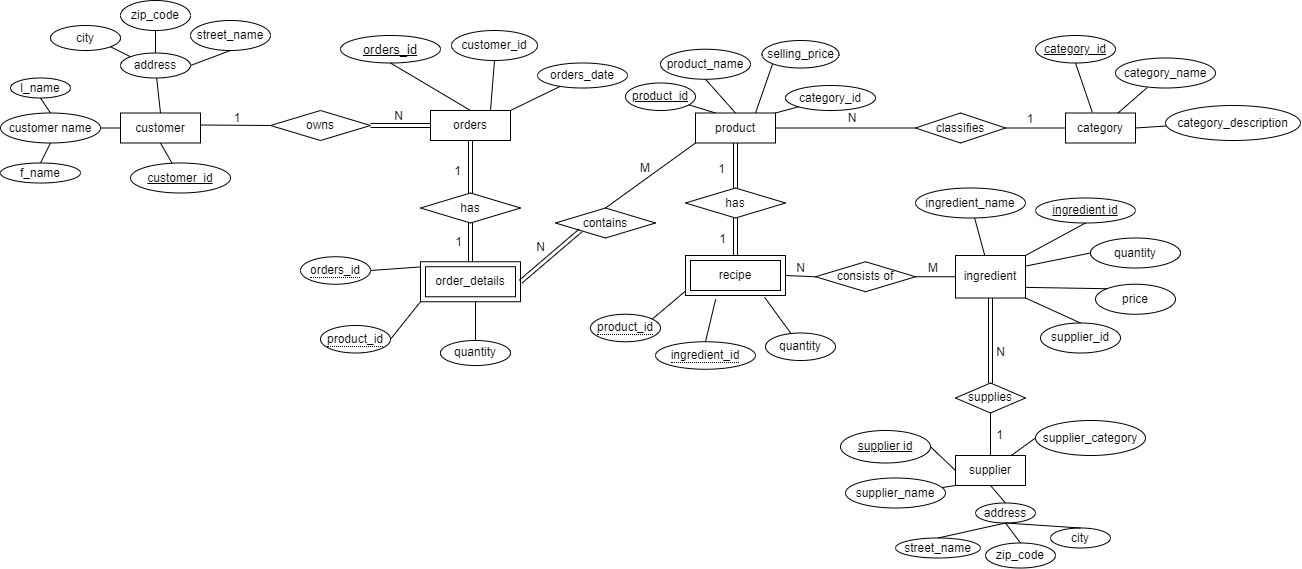 zip_code
city
street_name
address
l_name
customer name
f_name
customer
customer_id
1
owns
N
orders_id
customer_id
orders_date
orders
1
has
1
orders_id
order_details
product_id
quantity
N
contains
M
product_name
selling_price
product_id
category_id
product
N
classifies
1
category_id
category_name
category_description
category
1
has
1
recipe
product_id
ingredient_id
quantity
N
consists of
M
ingredient_name
ingredient id
quantity
ingredient
price
supplier_id
N
supplies
1
supplier id
supplier_category
supplier
supplier_name
address
street_name
zip_code
city